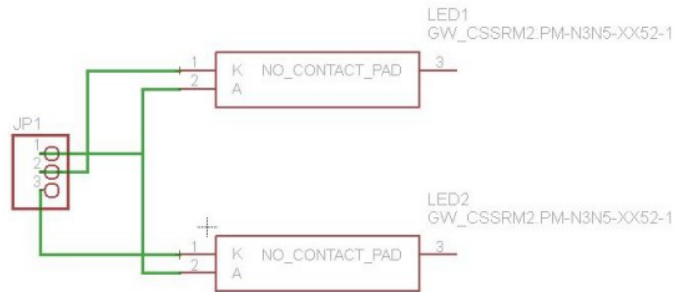 LED1
GW_CSSRM2.PM-N3N5-XX52-1
1 K NO_CONTACT_PAD 3
2 A
JP1
1
2
3
LED2
GW_CSSRM2.PM-N3N5-XX52-1
1 K NO_CONTACT_PAD 3
2 A